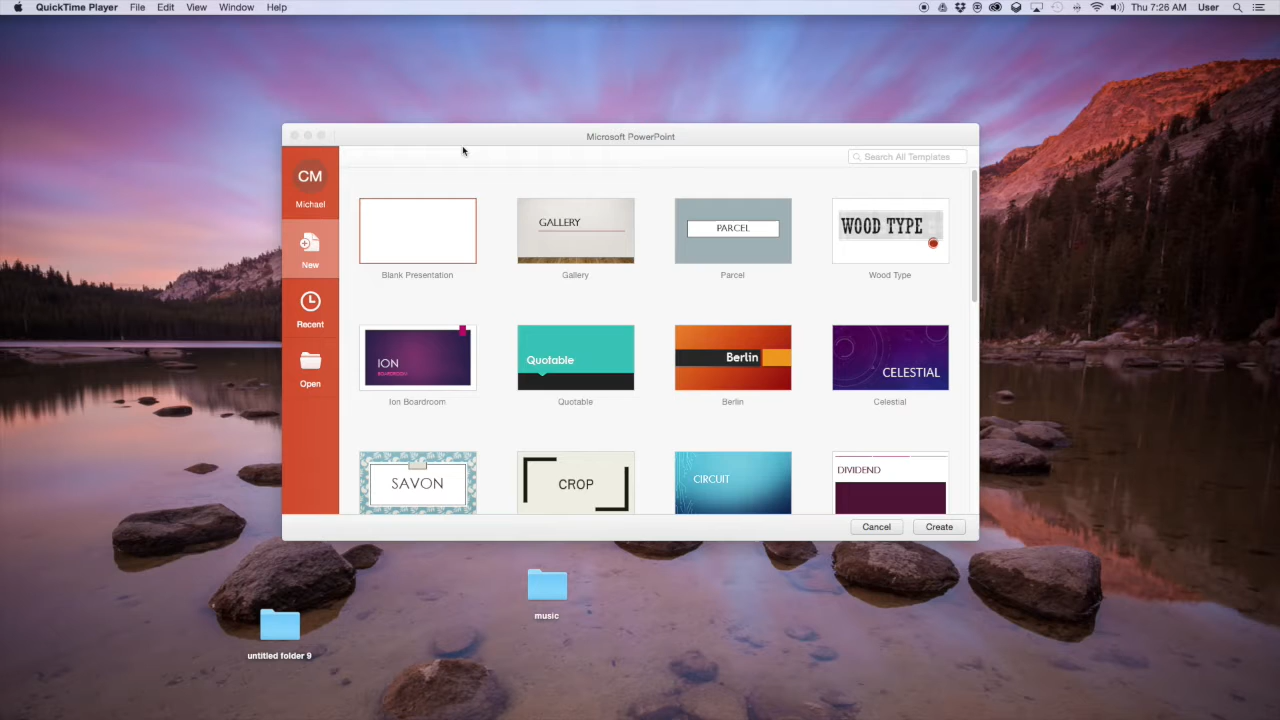 QuickTime Player File Edit View Window Help Thu 7:26 AM User
Microsoft PowerPoint
Search All Templates
CM
Michael
New
Recent
Open
GALLERY
PARCEL
WOOD TYPE
Blank Presentation Gallery Parcel Wood Type
ION
Quotable
Berlin
CELESTIAL
Ion Boardroom Quotable Berlin Celestial
SAVON
CROP
CIRCUIT
DIVIDEND
Cancel Create
music
untitled folder 9